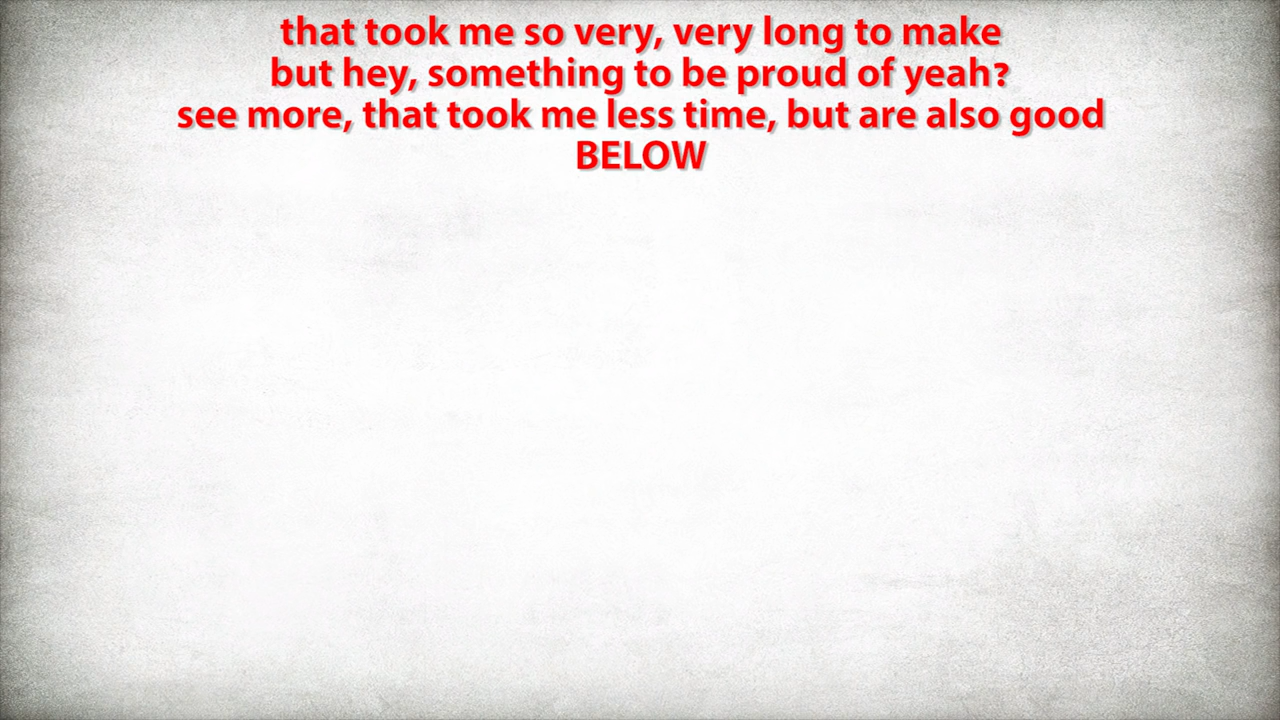 that took me so very, very long to make
but hey, something to be proud of yeah?
see more, that took me less time, but are also good
BELOW